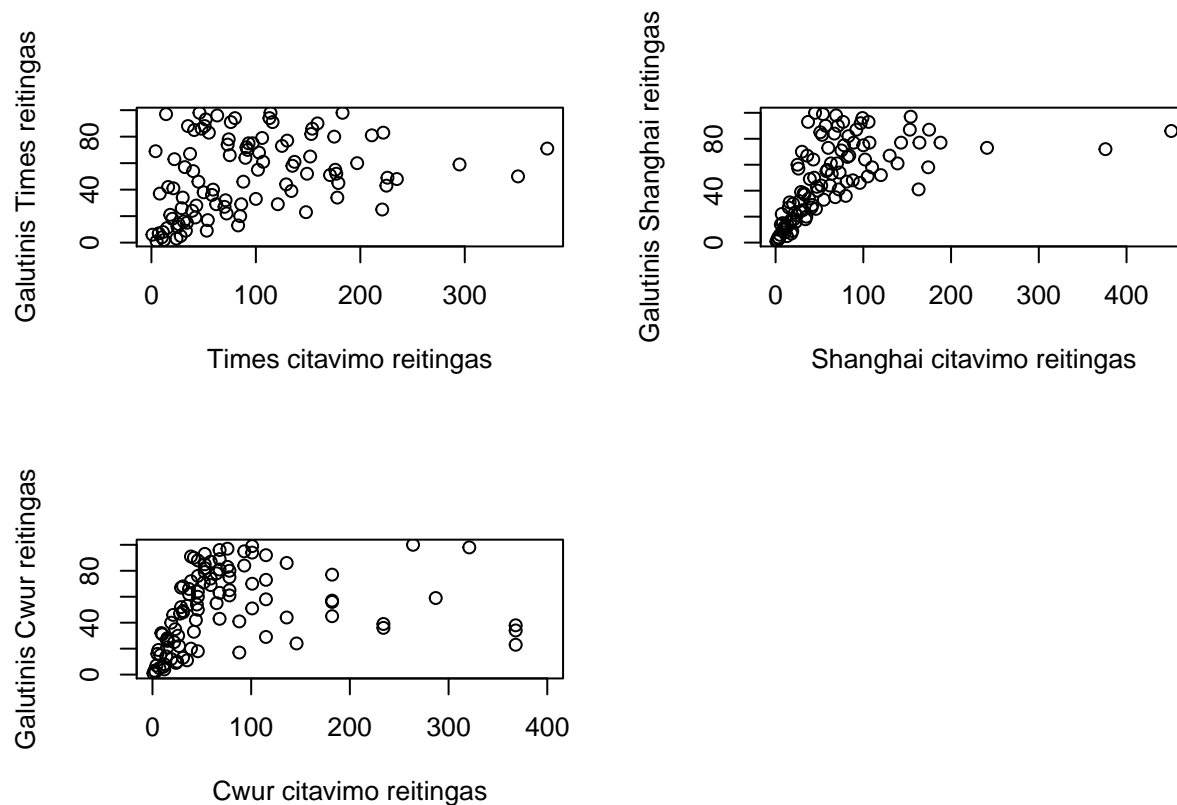 Galutinis Times reitingas
0 40 80
0 100 200 300
Times citavimo reitingas
Galutinis Shanghai reitingas
0 40 80
0 100 200 300 400
Shanghai citavimo reitingas
Galutinis Cwur reitingas
0 40 80
0 100 200 300 400
Cwur citavimo reitingas